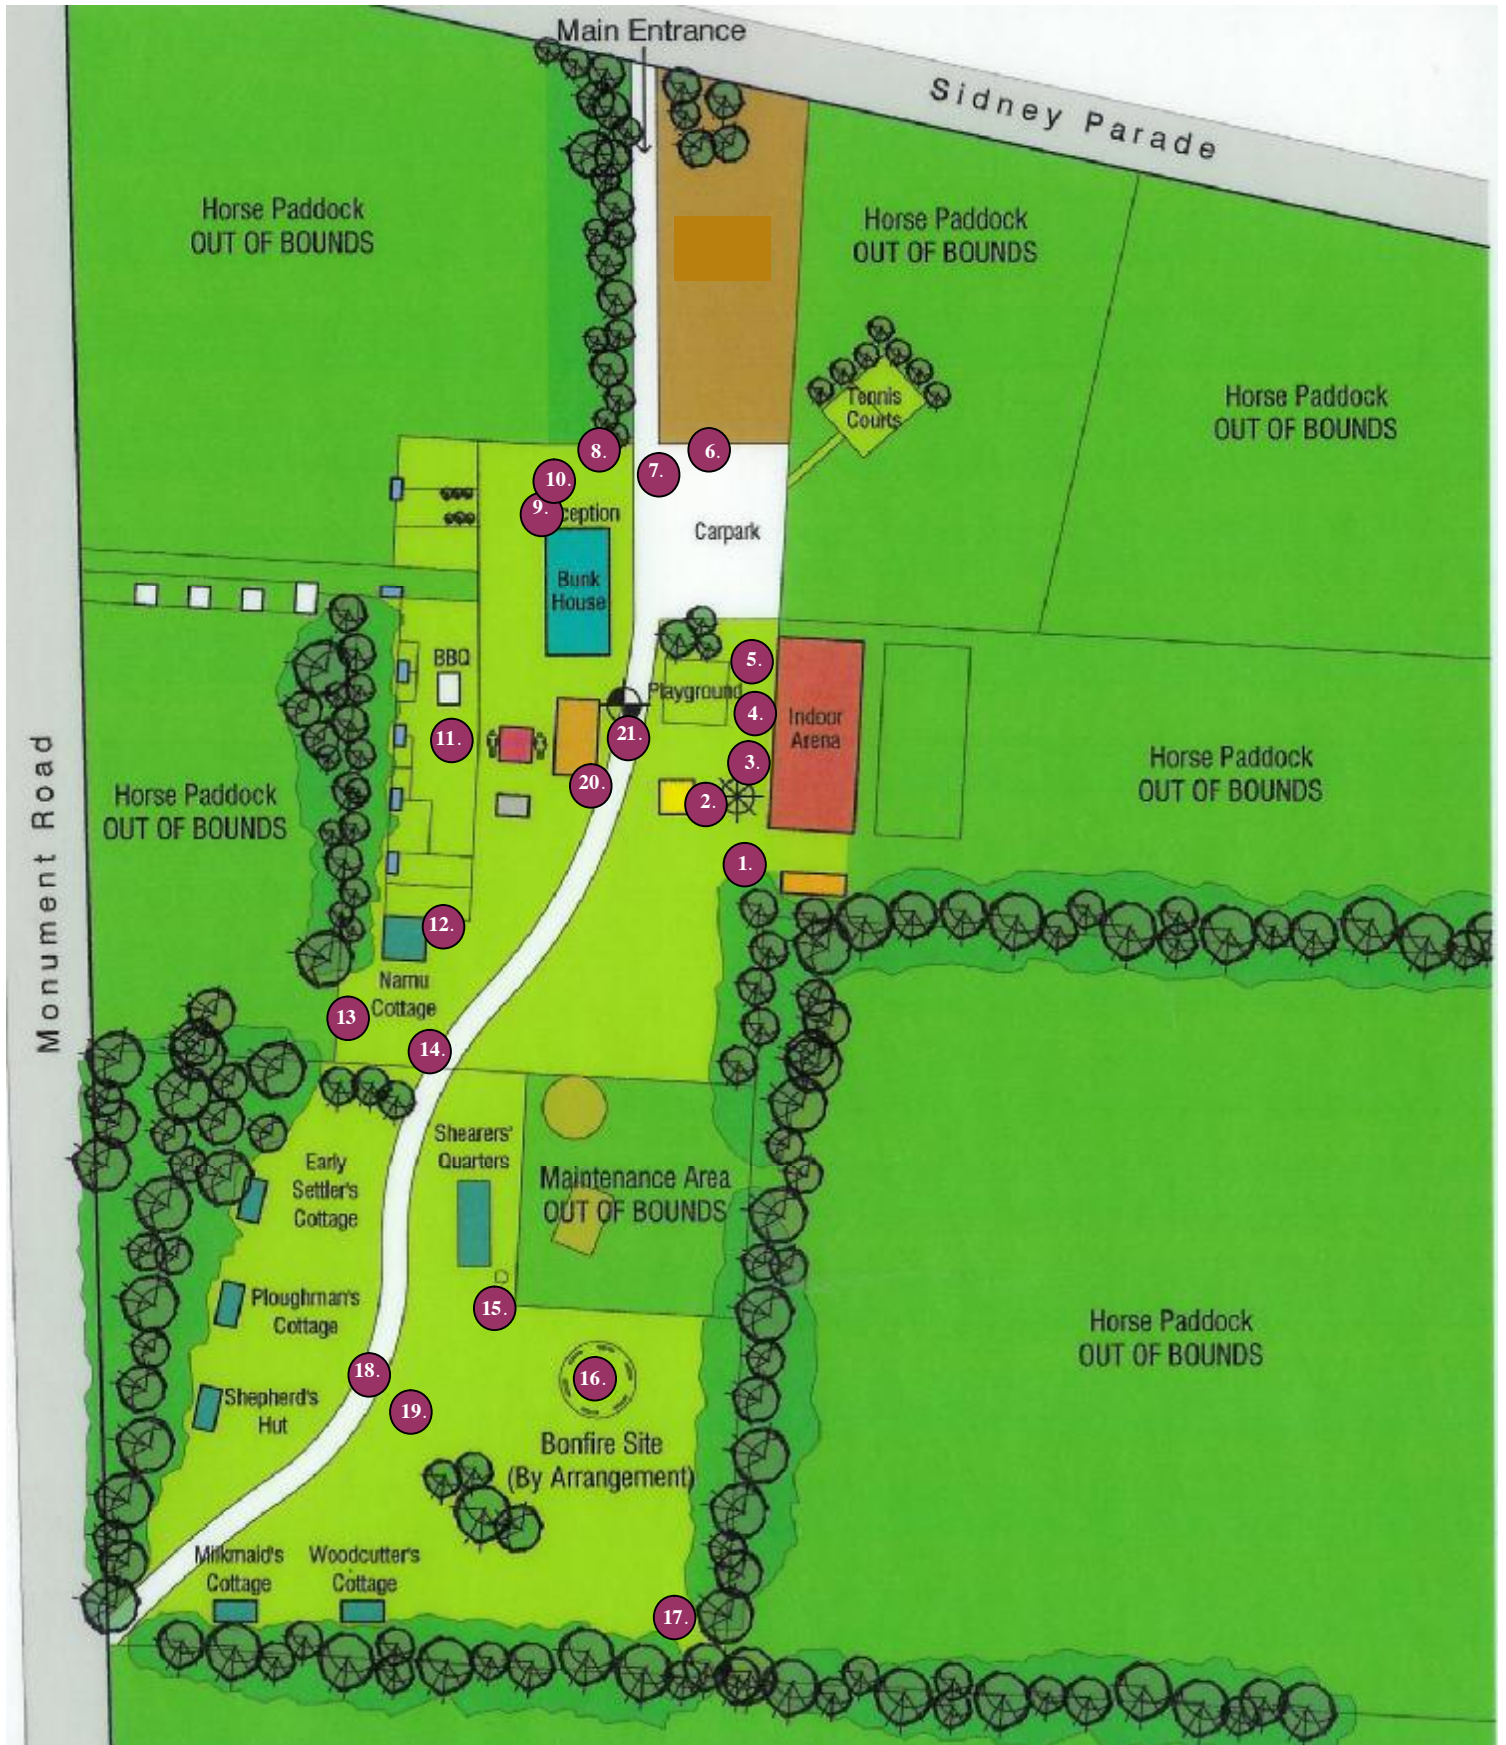 Main Entrance
Sidney Parade
Horse Paddock
OUT OF BOUNDS
Horse Paddock
OUT OF BOUNDS
Tennis
Courts
Horse Paddock
OUT OF BOUNDS
8.
6.
7.
10.
9.
ception
Carpark
Bunk
House
BBQ
5.
Playground
4.
Indoor
Arena
11.
21.
3.
20.
2.
Horse Paddock
OUT OF BOUNDS
Horse Paddock
OUT OF BOUNDS
Monument Road
1.
12.
Namu
Cottage
13
14.
Shearers'
Quarters
Early
Settler's
Cottage
Maintenance Area
OUT OF BOUNDS
Ploughman's
Cottage
15.
Horse Paddock
OUT OF BOUNDS
18.
16.
Shepherd's
Hut
19.
Bonfire Site
(By Arrangement)
Milkmaid's
Cottage
Woodcutter's
Cottage
17.